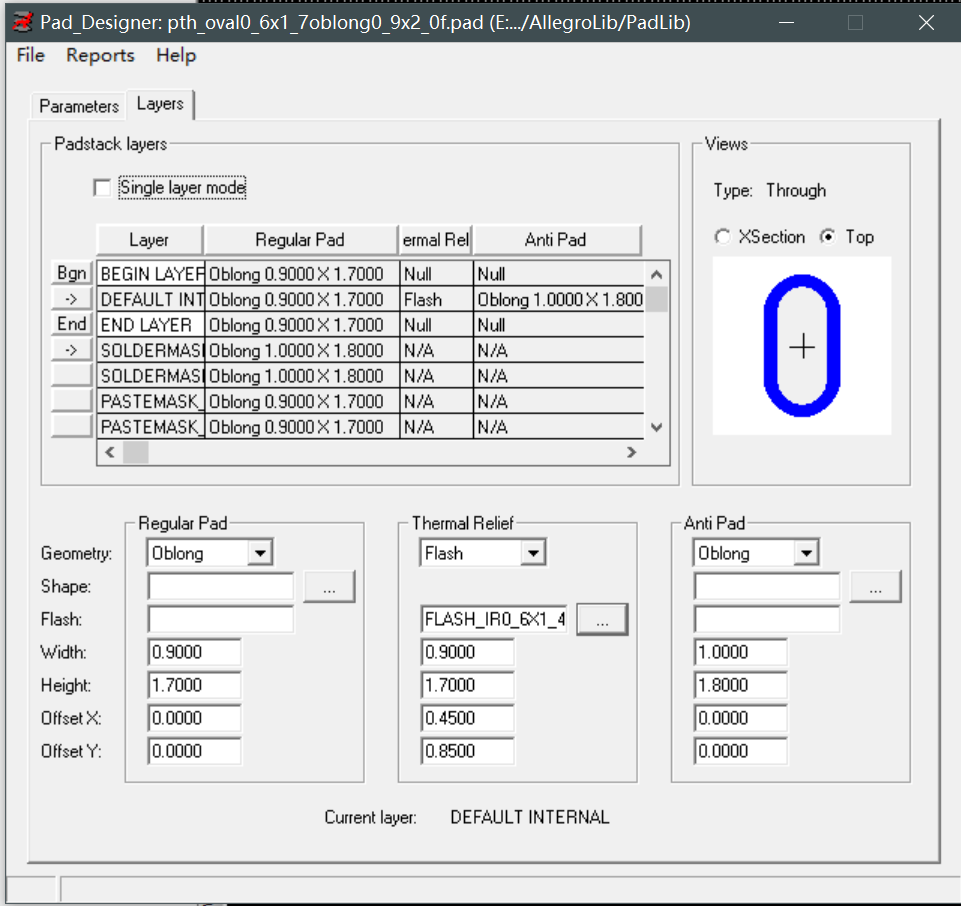 Pad_Designer: pth_oval0_6x1_7oblong0_9x2_0f.pad (E:.../AllegroLib/PadLib)
File Reports Help
Parameters Layers
Padstack layers
Single layer mode
Layer Regular Pad ermal Rel Anti Pad
Bgn BEGIN LAYER Oblong 0.9000 X 1.7000 Null Null
-> DEFAULT INT Oblong 0.9000 X 1.7000 Flash Oblong 1.0000 X 1.800
End END LAYER Oblong 0.9000 X 1.7000 Null Null
-> SOLDERMASK Oblong 1.0000 X 1.8000 N/A N/A
SOLDERMASK Oblong 1.0000 X 1.8000 N/A N/A
PASTEMASK_ Oblong 0.9000 X 1.7000 N/A N/A
PASTEMASK_ Oblong 0.9000 X 1.7000 N/A N/A
Views
Type: Through
XSection Top
Regular Pad Thermal Relief Anti Pad
Geometry: Oblong Flash Oblong
Shape: ... ...
Flash: FLASH_IR0_6X1_4 ...
Width: 0.9000 0.9000 1.0000
Height: 1.7000 1.7000 1.8000
Offset X: 0.0000 0.4500 0.0000
Offset Y: 0.0000 0.8500 0.0000
Current layer: DEFAULT INTERNAL